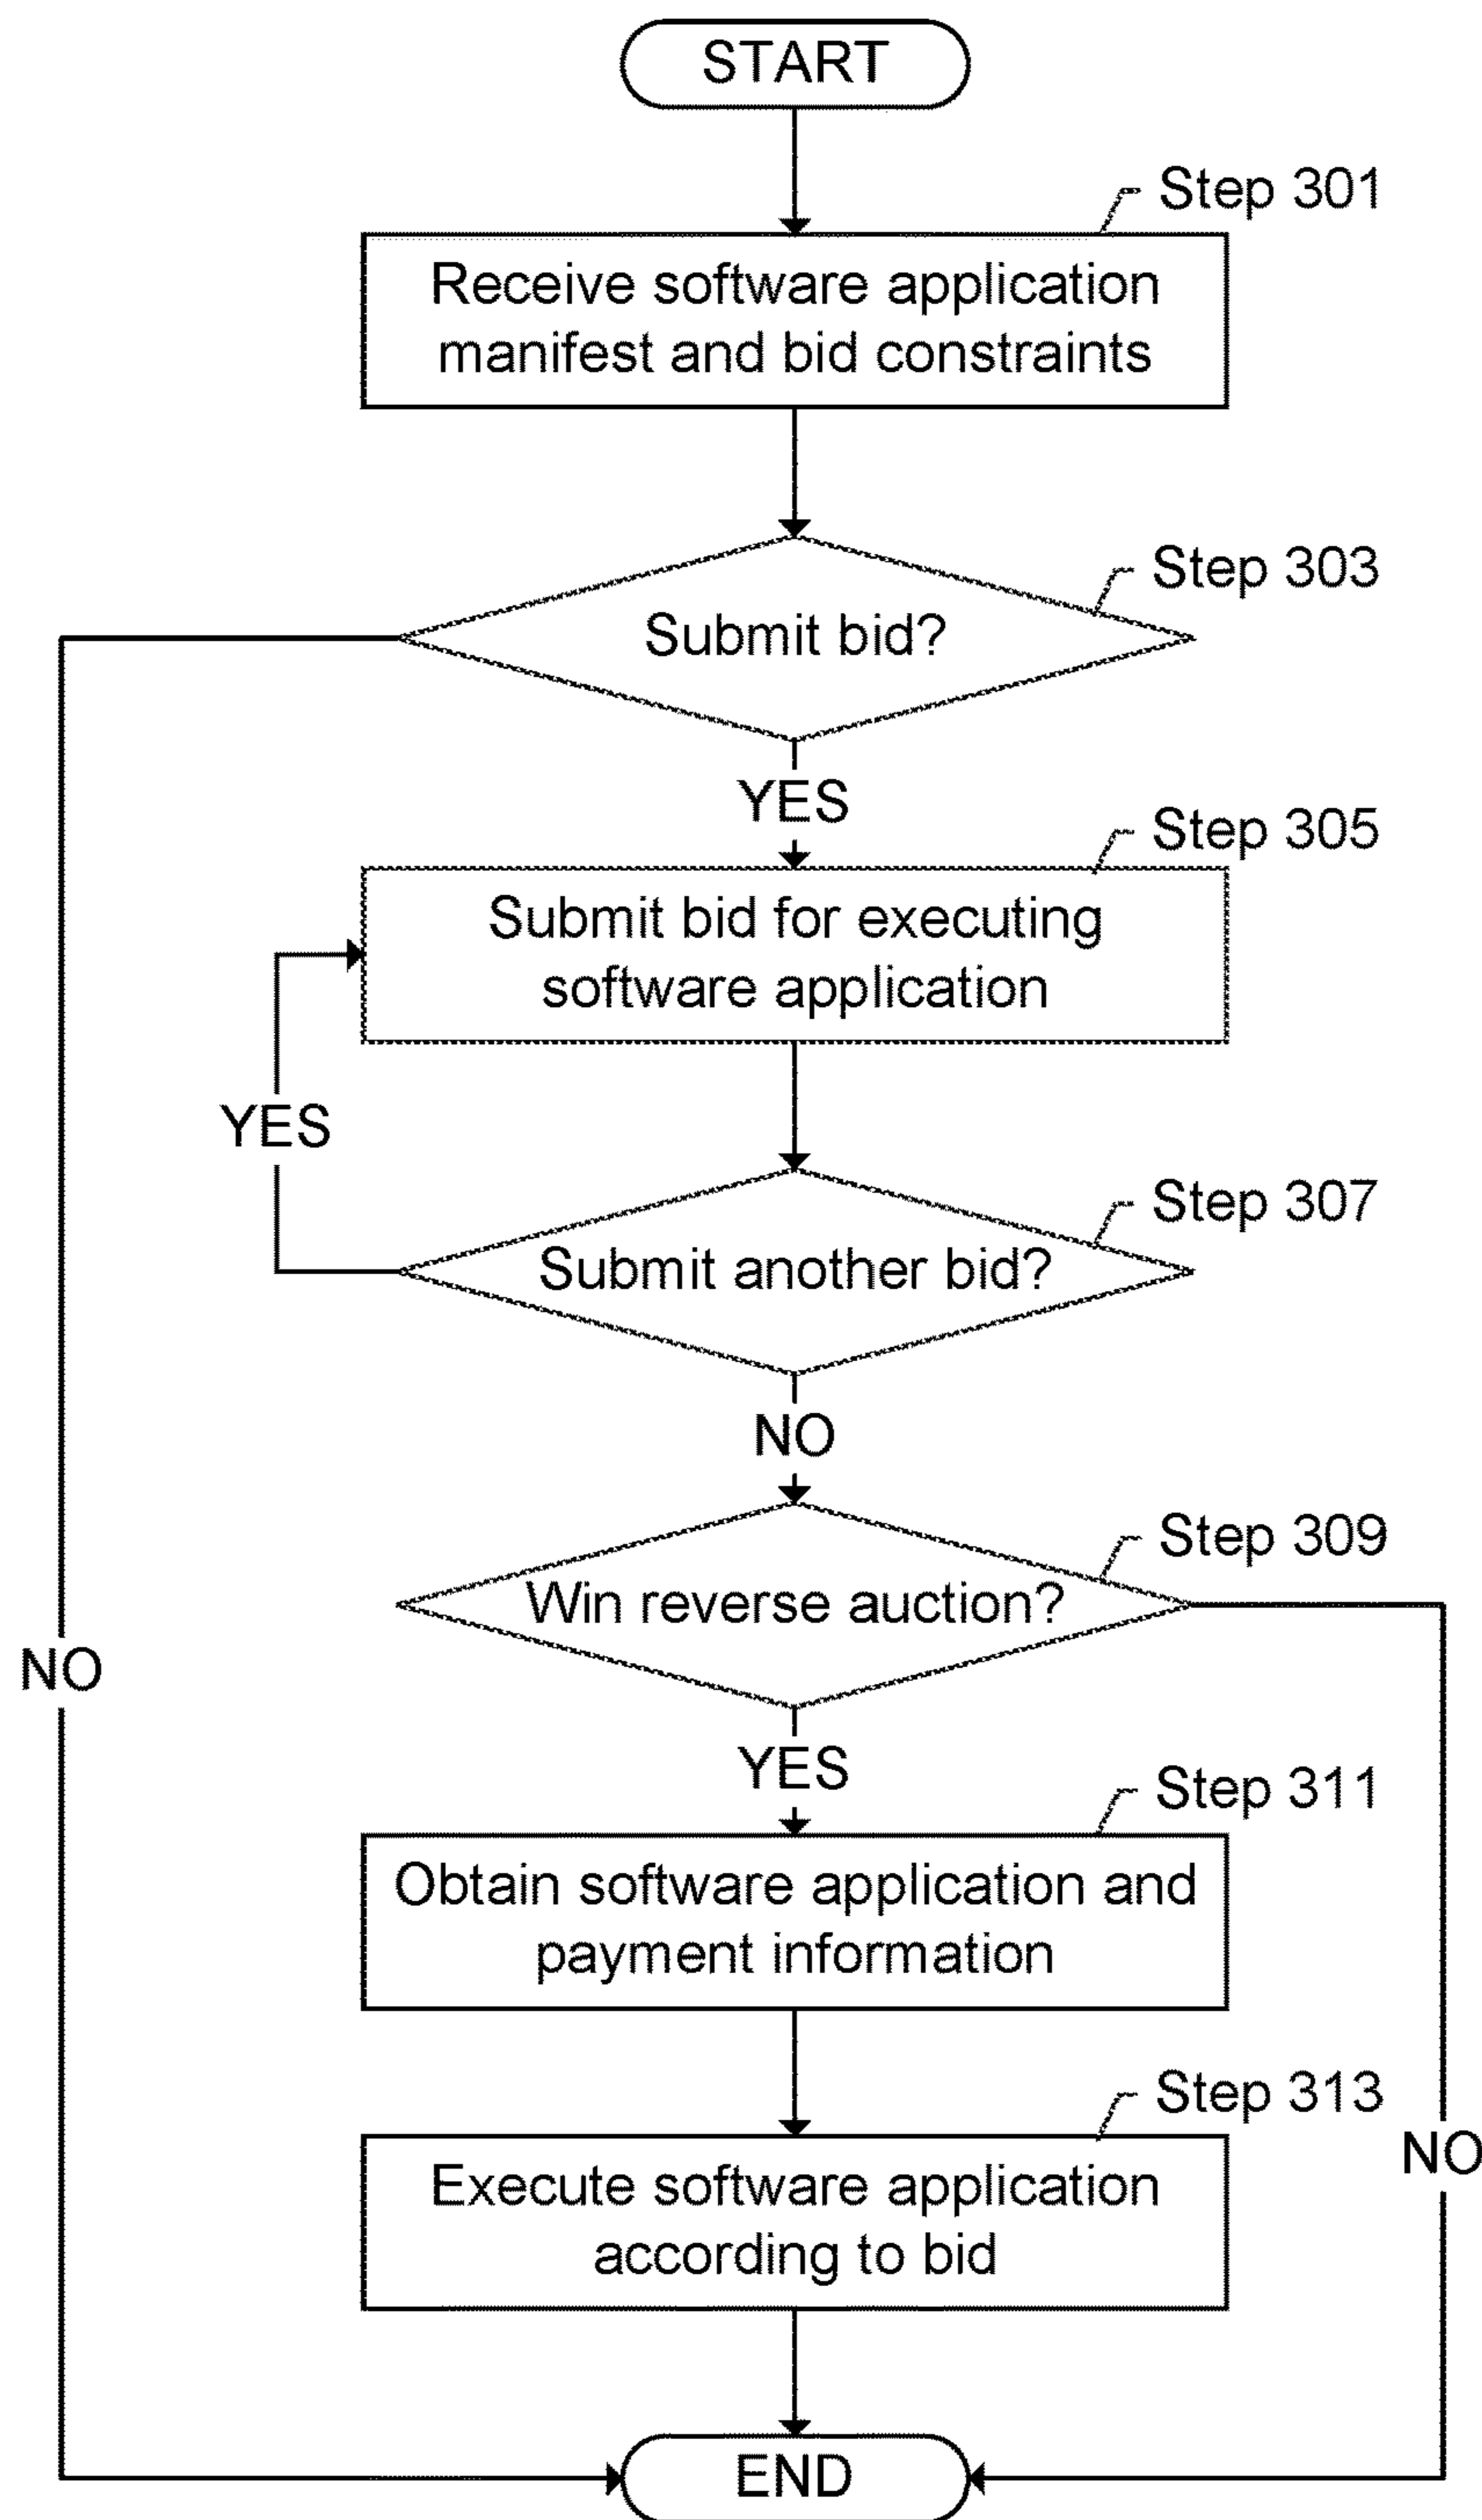 START
Step 301
Receive software application
manifest and bid constraints
Step 303
Submit bid?
YES
Step 305
Submit bid for executing
software application
YES
Step 307
Submit another bid?
NO
Step 309
Win reverse auction?
NO
YES
Step 311
Obtain software application and
payment information
Step 313
NO
Execute software application
according to bid
END